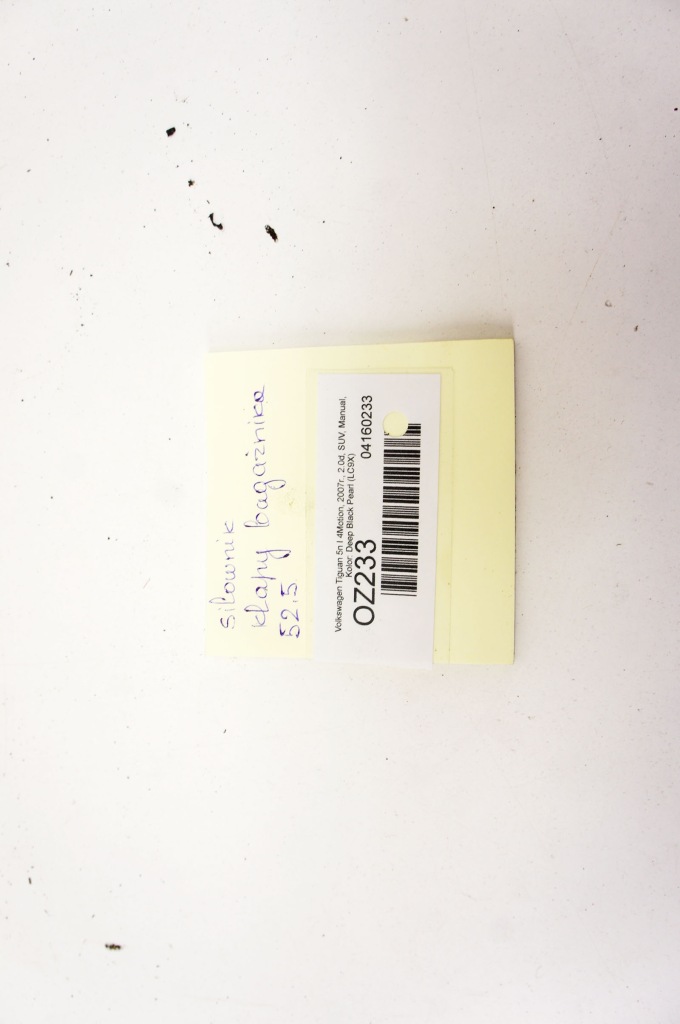 siłownik
klapy bagażnika
52,5
Volkswagen Tiguan 5n I 4Motion, 2007r., 2.0d, SUV, Manual,
Kolor: Deep Black Pearl (LC9X)
OZ233 04160233